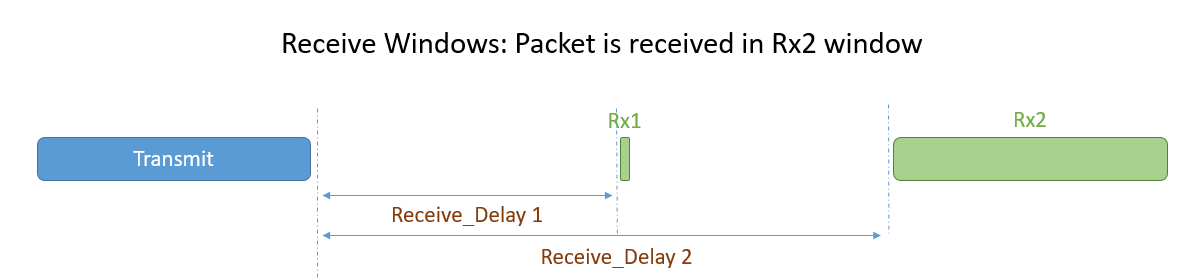 Receive Windows: Packet is received in Rx2 window
Rx1
Rx2
Transmit
Receive_Delay 1
Receive_Delay 2